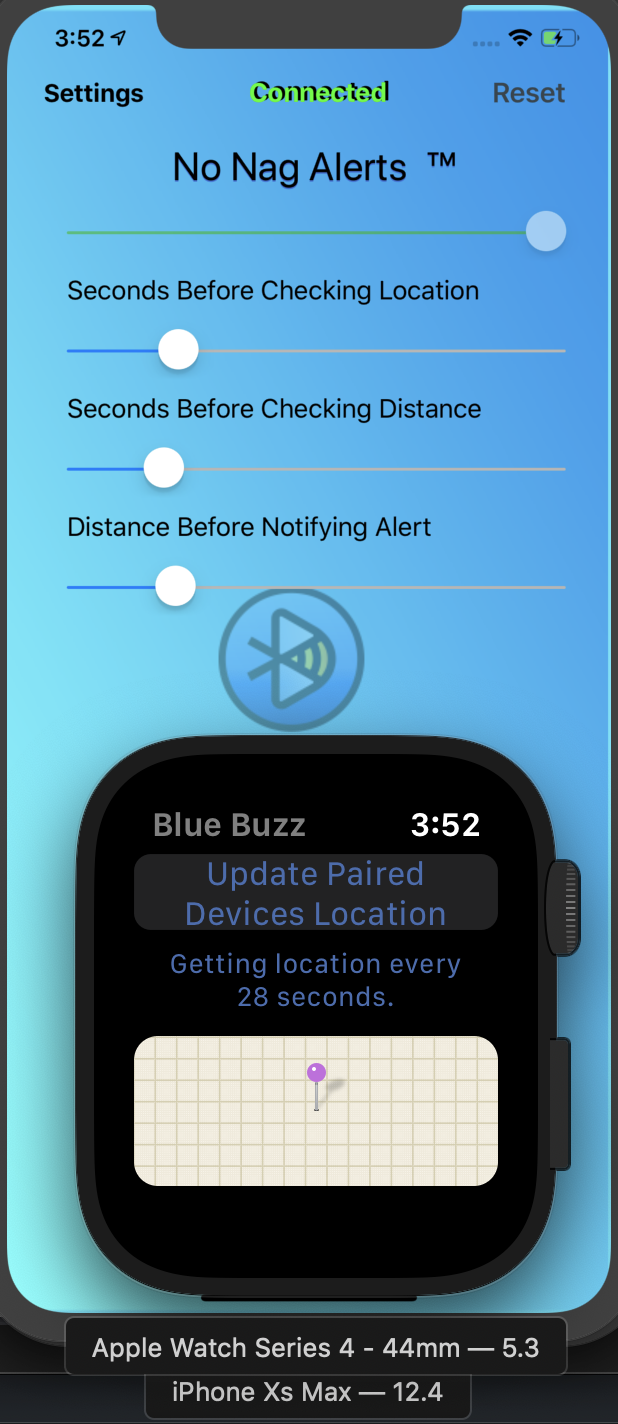 3:52
Settings
Connected
Reset
No Nag Alerts ™
Seconds Before Checking Location
Seconds Before Checking Distance
Distance Before Notifying Alert
Blue Buzz
3:52
Update Paired
Devices Location
Getting location every
28 seconds.
Apple Watch Series 4 - 44mm — 5.3
iPhone Xs Max — 12.4